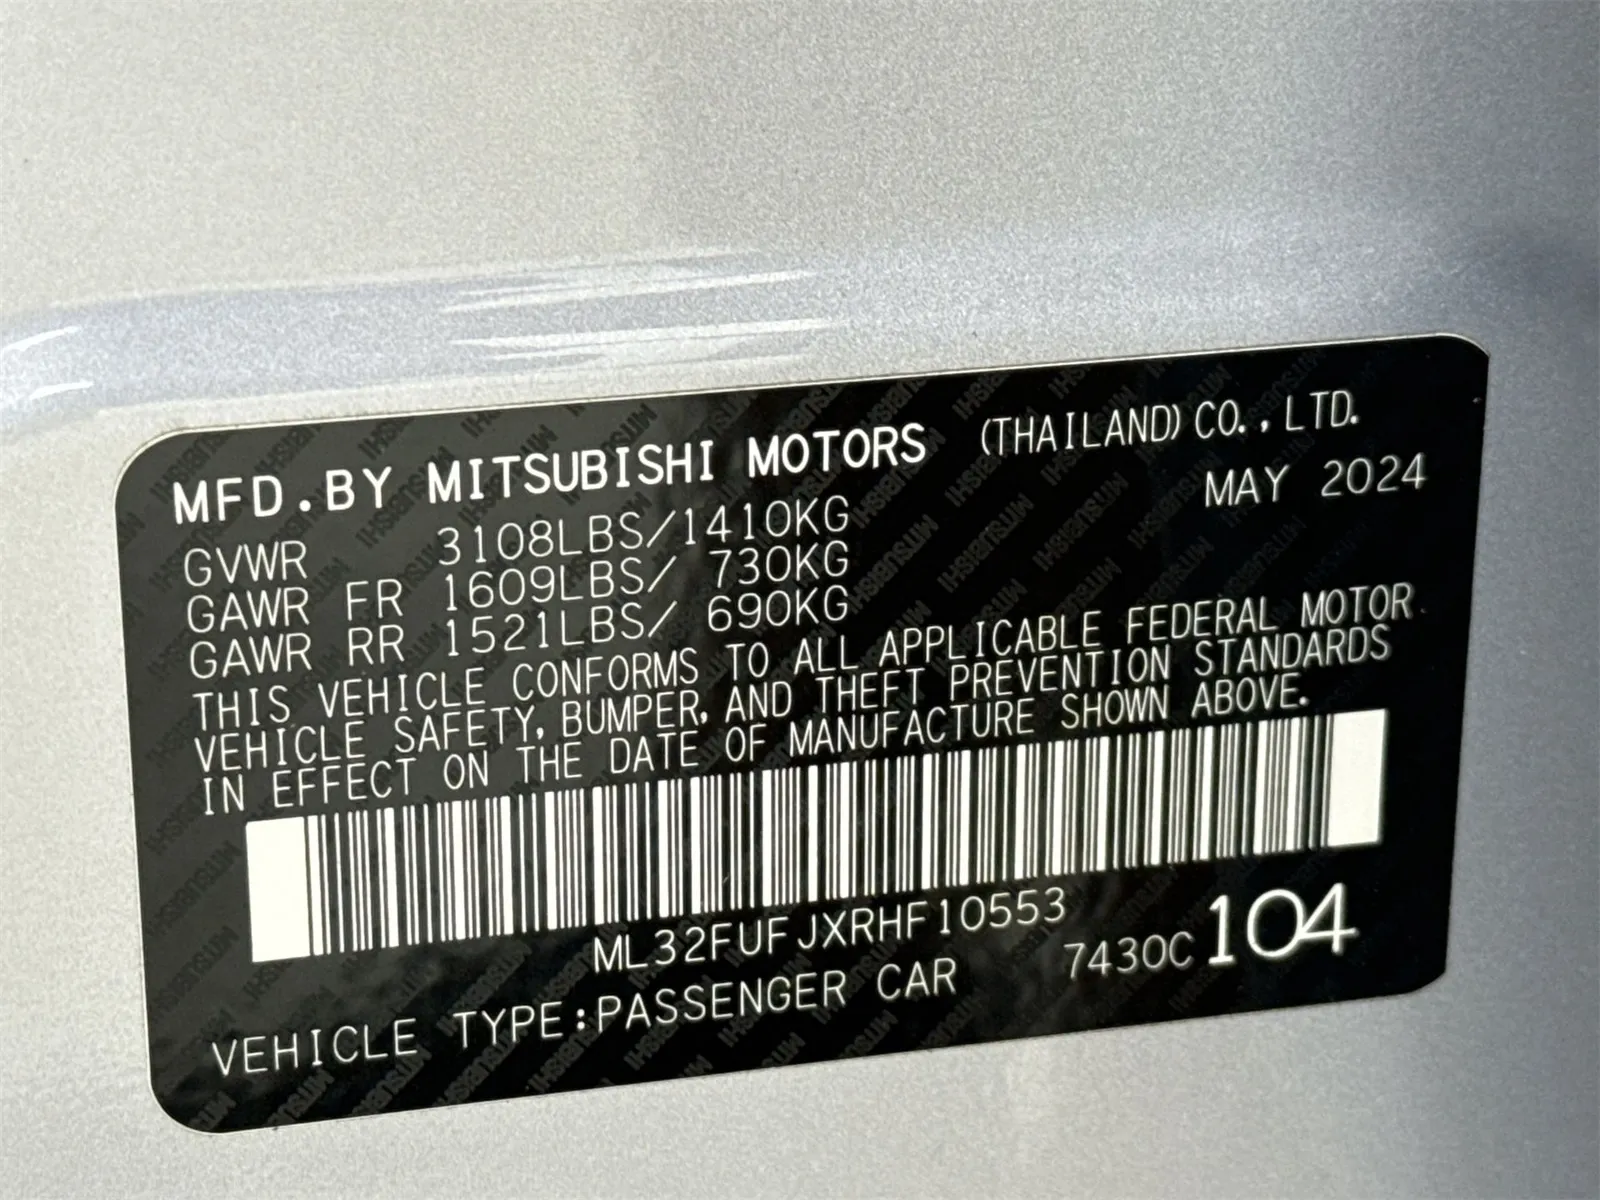 MFD.BY MITSUBISHI MOTORS (THAILAND) CO.,LTD.
MAY 2024
GVWR 3108LBS/1410KG
GAWR FR 1609LBS/ 730KG
GAWR RR 1521LBS/ 690KG
THIS VEHICLE CONFORMS TO ALL APPLICABLE FEDERAL MOTOR
VEHICLE SAFETY, BUMPER, AND THEFT PREVENTION STANDARDS
IN EFFECT ON THE DATE OF MANUFACTURE SHOWN ABOVE.
ML32FUFJXRHF10553
VEHICLE TYPE:PASSENGER CAR 7430C 104